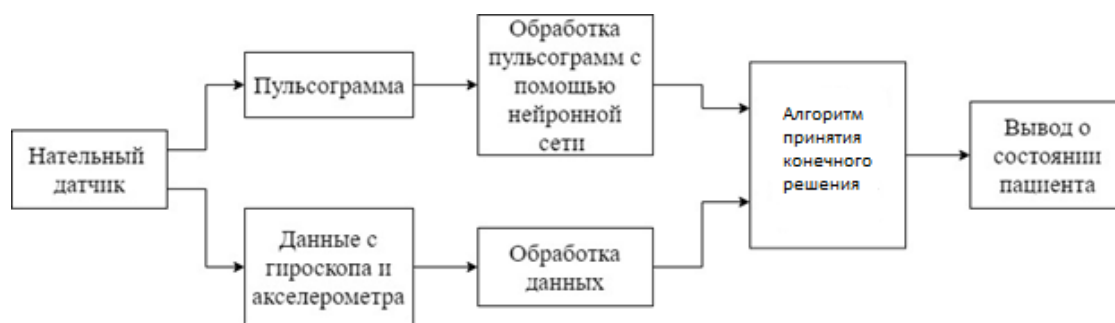 Нательный
датчик
Пульсограмма
Обработка
пульсограмм с
помощью
нейронной
сети
Данные с
гироскопа и
акселерометра
Обработка
данных
Алгоритм
принятия
конечного
решения
Вывод о
состоянии
пациента